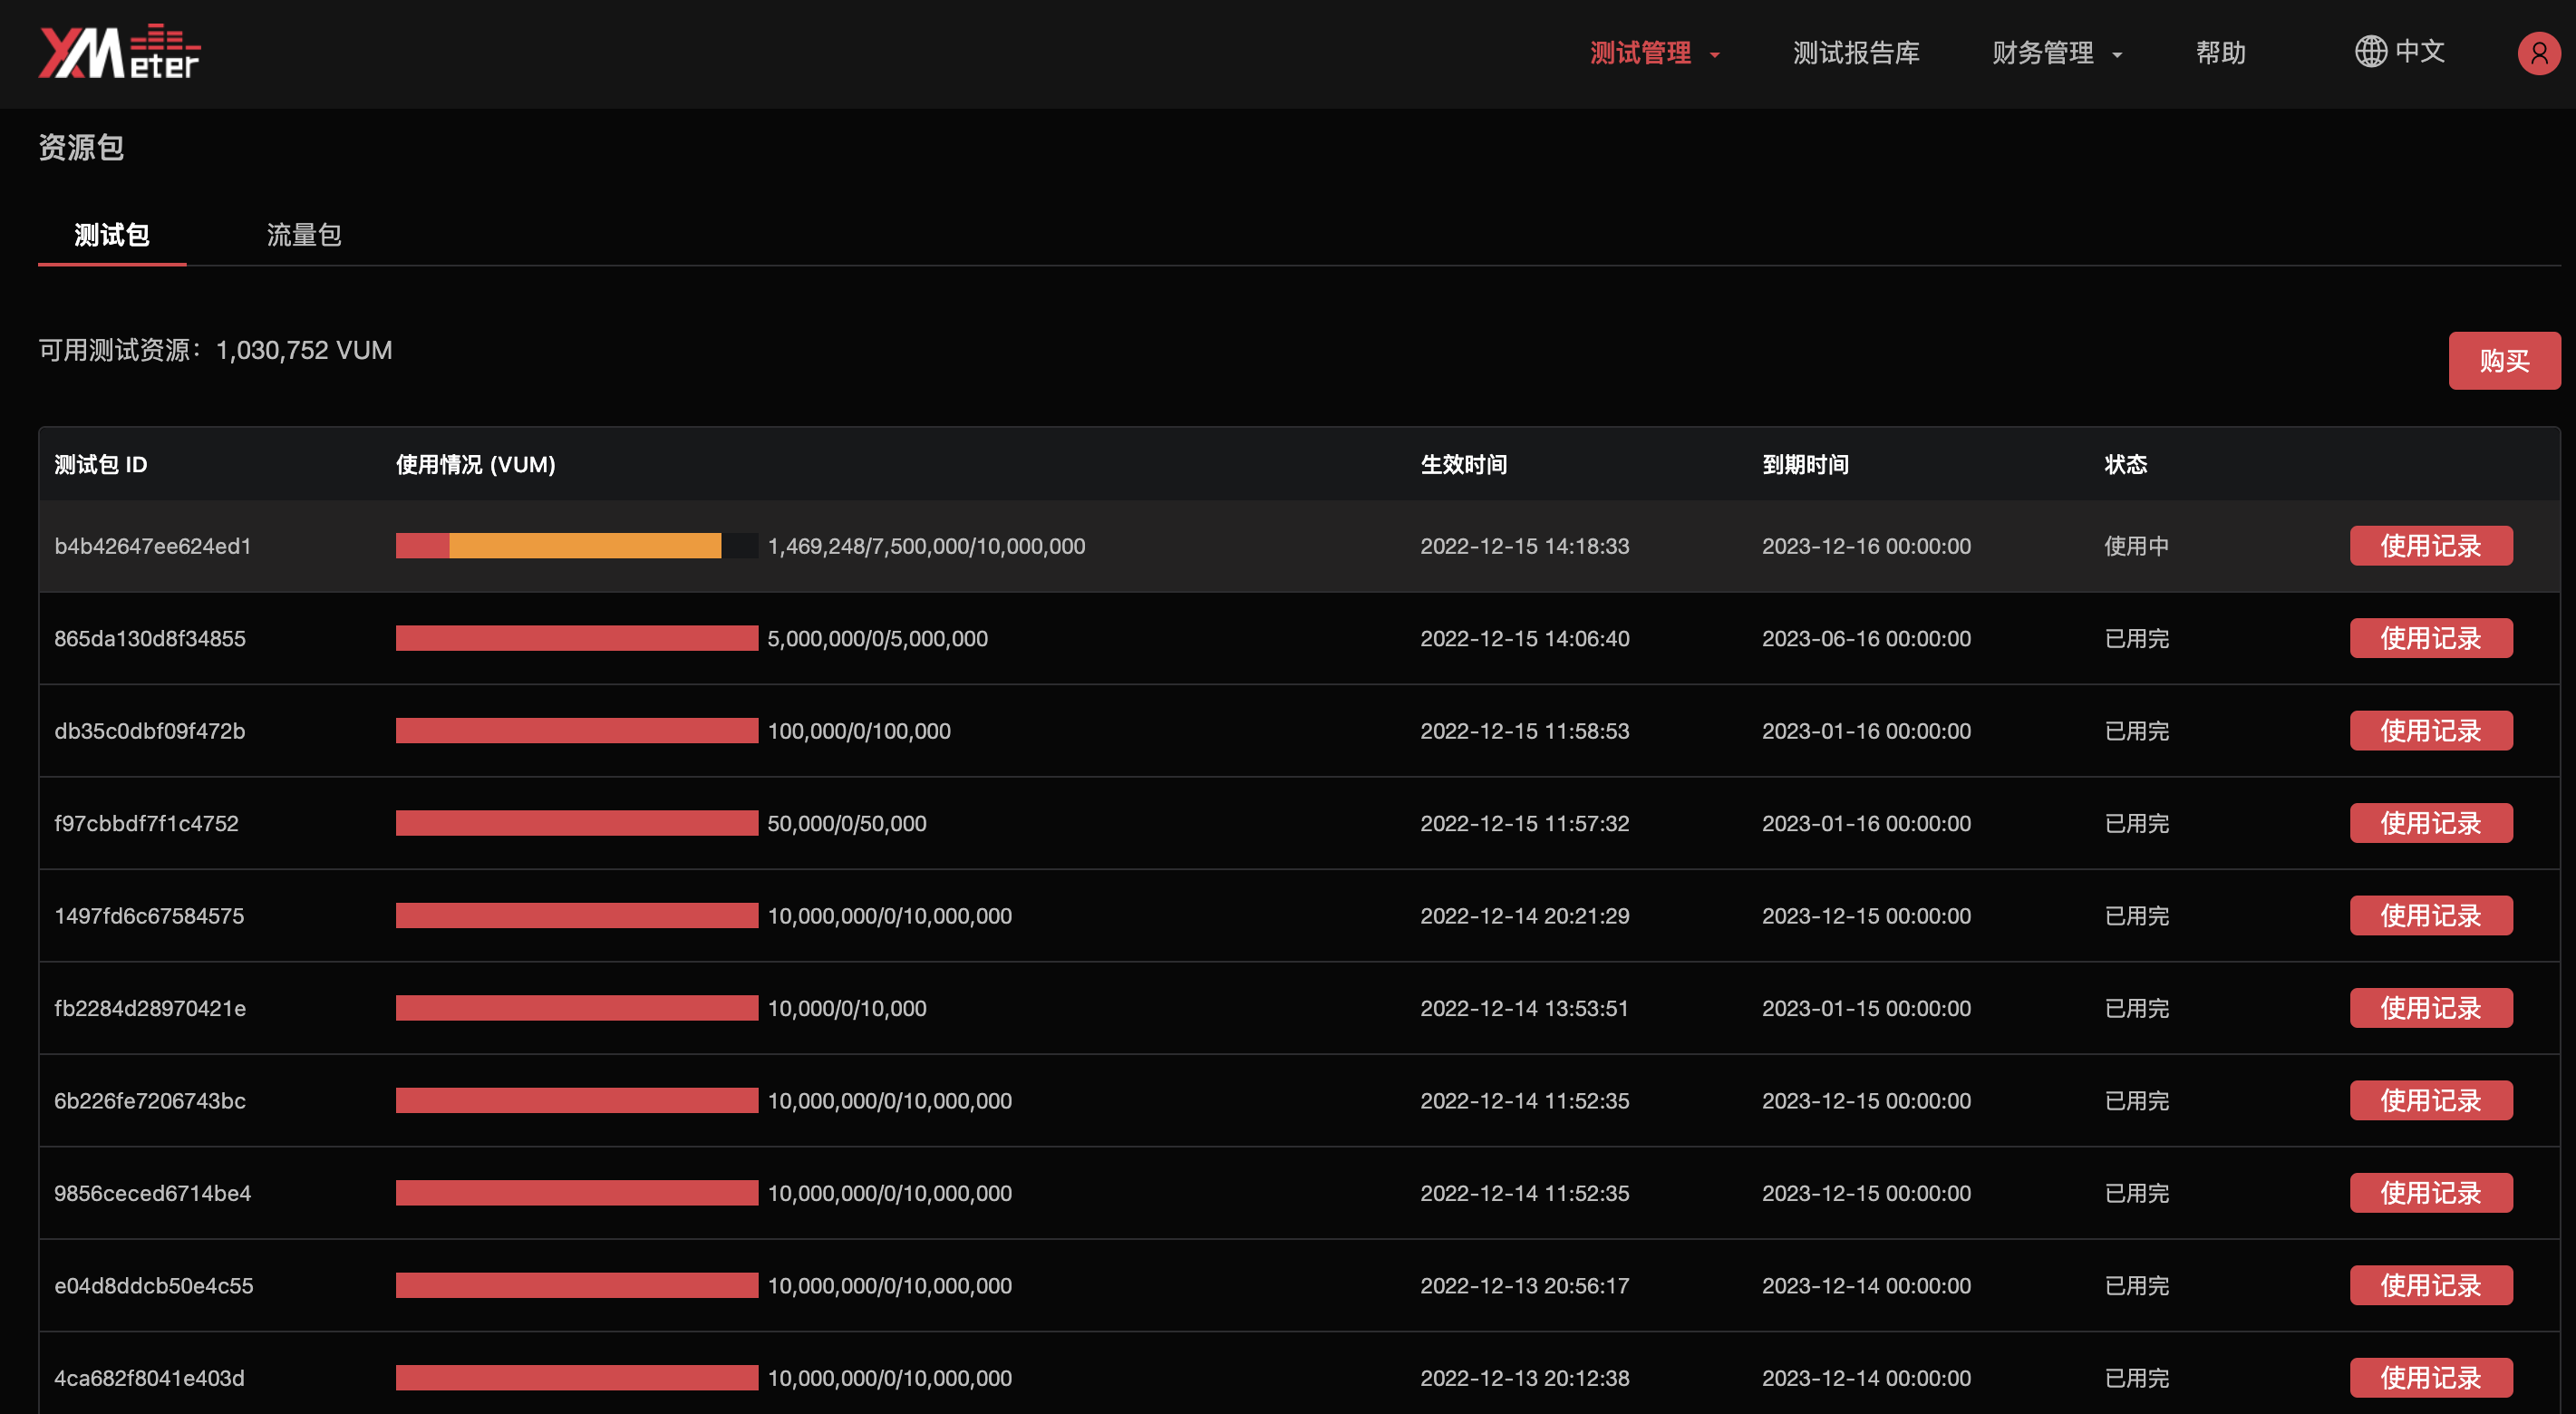 XMeter 测试管理 测试报告库 财务管理 帮助 中文
资源包
测试包 流量包
可用测试资源：1,030,752 VUM
购买
测试包 ID 使用情况 (VUM) 生效时间 到期时间 状态
b4b42647ee624ed1 1,469,248/7,500,000/10,000,000 2022-12-15 14:18:33 2023-12-16 00:00:00 使用中 使用记录
865da130d8f34855 5,000,000/0/5,000,000 2022-12-15 14:06:40 2023-06-16 00:00:00 已用完 使用记录
db35c0dbf09f472b 100,000/0/100,000 2022-12-15 11:58:53 2023-01-16 00:00:00 已用完 使用记录
f97cbbdf7f1c4752 50,000/0/50,000 2022-12-15 11:57:32 2023-01-16 00:00:00 已用完 使用记录
1497fd6c67584575 10,000,000/0/10,000,000 2022-12-14 20:21:29 2023-12-15 00:00:00 已用完 使用记录
fb2284d28970421e 10,000/0/10,000 2022-12-14 13:53:51 2023-01-15 00:00:00 已用完 使用记录
6b226fe7206743bc 10,000,000/0/10,000,000 2022-12-14 11:52:35 2023-12-15 00:00:00 已用完 使用记录
9856ceced6714be4 10,000,000/0/10,000,000 2022-12-14 11:52:35 2023-12-15 00:00:00 已用完 使用记录
e04d8ddcb50e4c55 10,000,000/0/10,000,000 2022-12-13 20:56:17 2023-12-14 00:00:00 已用完 使用记录
4ca682f8041e403d 10,000,000/0/10,000,000 2022-12-13 20:12:38 2023-12-14 00:00:00 已用完 使用记录